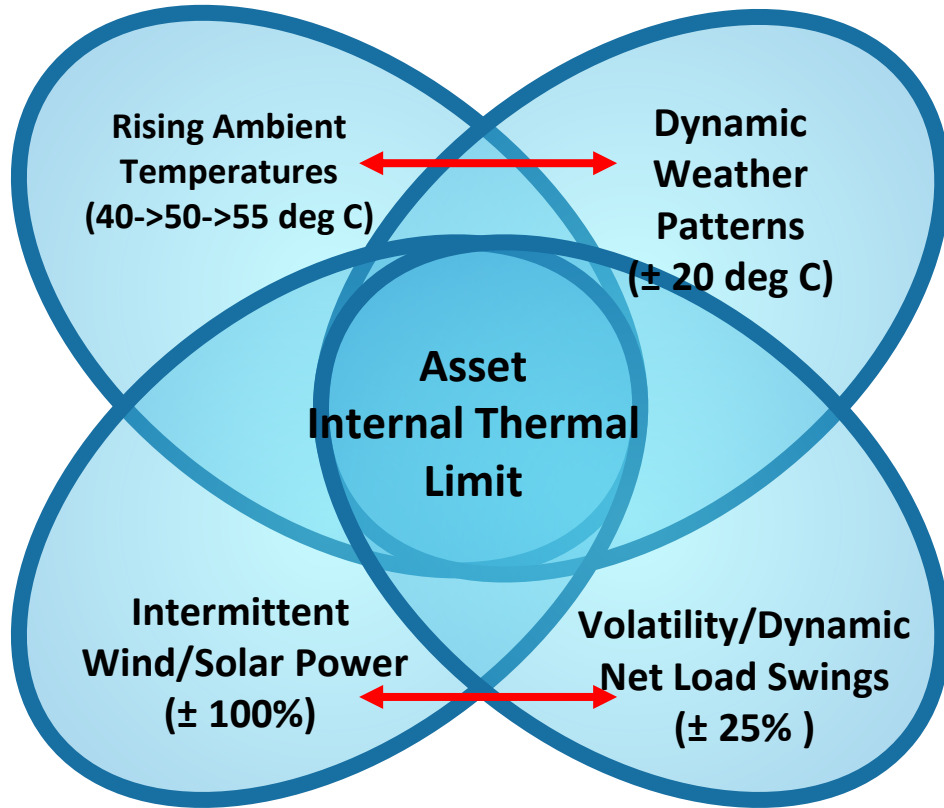 Rising Ambient
Temperatures
(40->50->55 deg C)
Dynamic
Weather
Patterns
(± 20 deg C)
Asset
Internal Thermal
Limit
Intermittent
Wind/Solar Power
(± 100%)
Volatility/Dynamic
Net Load Swings
(± 25% )